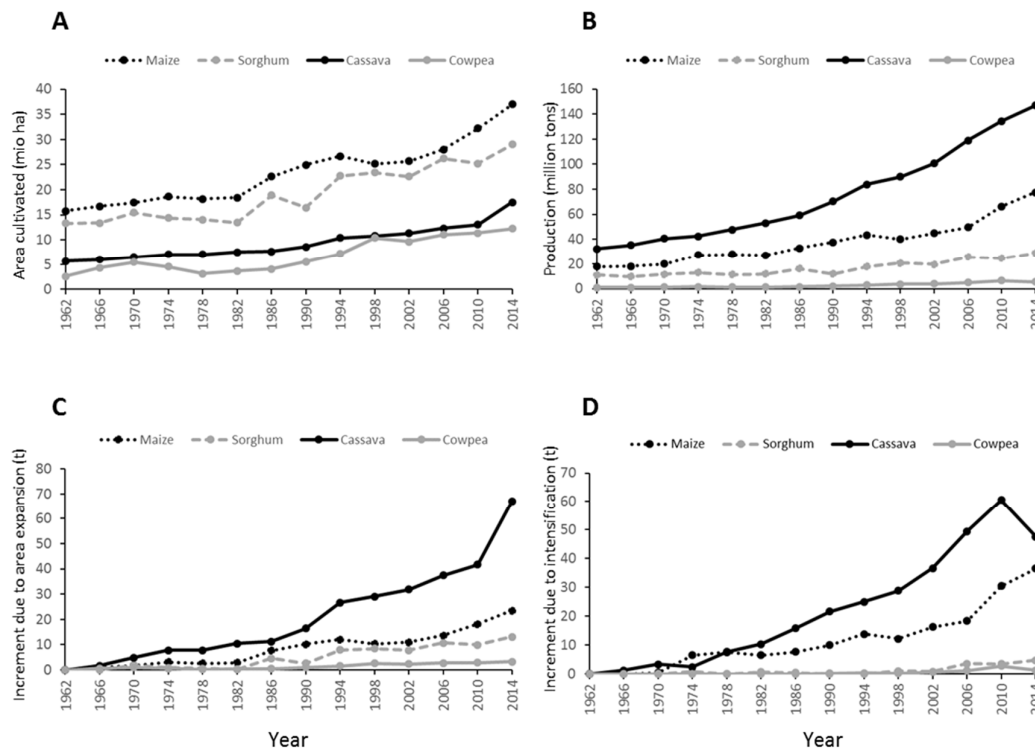 A
Maize Sorghum Cassava Cowpea
Area cultivated (mio ha)
40
35
30
25
20
15
10
5
0
1962 1966 1970 1974 1978 1982 1986 1990 1994 1998 2002 2006 2010 2014
B
Maize Sorghum Cassava Cowpea
Production (million tons)
160
140
120
100
80
60
40
20
0
1962 1966 1970 1974 1978 1982 1986 1990 1994 1998 2002 2006 2010 2014
C
Maize Sorghum Cassava Cowpea
Increment due to area expansion (t)
80
70
60
50
40
30
20
10
0
1962 1966 1970 1974 1978 1982 1986 1990 1994 1998 2002 2006 2010 2014
Year
D
Maize Sorghum Cassava Cowpea
Increment due to intensification (t)
70
60
50
40
30
20
10
0
1962 1966 1970 1974 1978 1982 1986 1990 1994 1998 2002 2006 2010 2014
Year